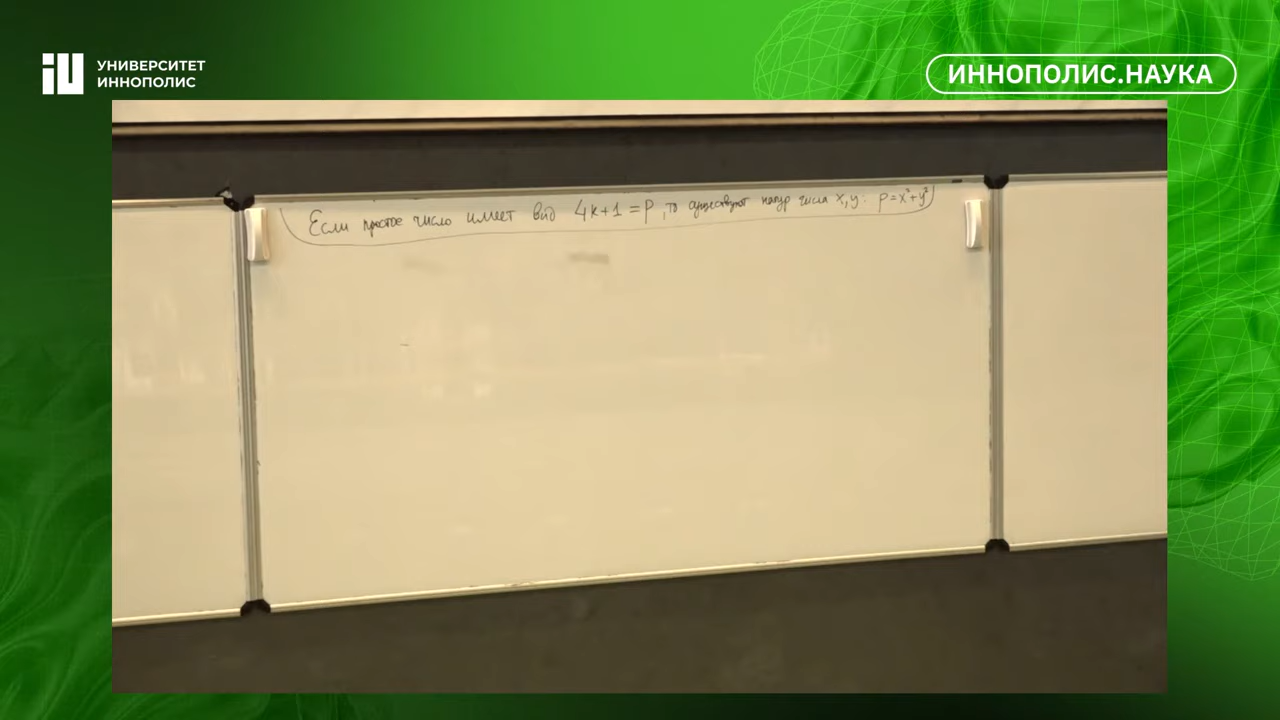 УНИВЕРСИТЕТ
ИННОПОЛИС
ИННОПОЛИС.НАУКА
Если простое число имеет вид 4k+1=p, то существуют натур числа x,y: p=x²+y²